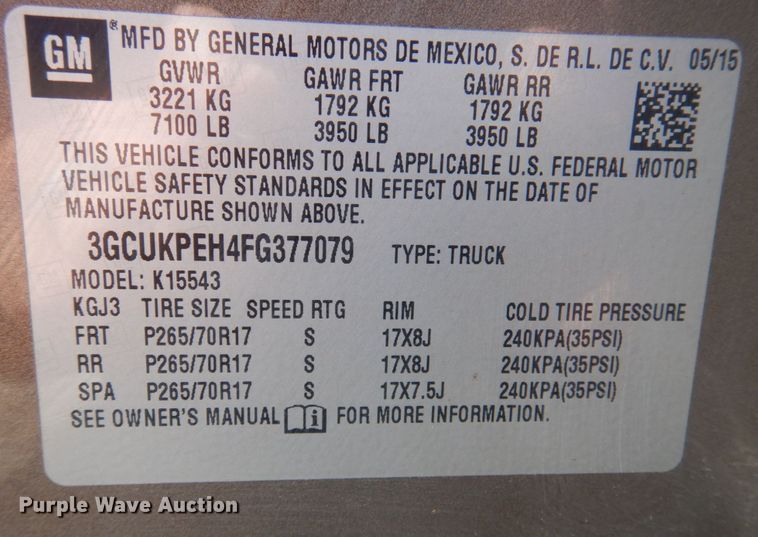 GM MFD BY GENERAL MOTORS DE MEXICO, S. DE R.L. DE C.V. 05/15
GVWR GAWR FRT GAWR RR
3221 KG 1792 KG 1792 KG
7100 LB 3950 LB 3950 LB
THIS VEHICLE CONFORMS TO ALL APPLICABLE U.S. FEDERAL MOTOR
VEHICLE SAFETY STANDARDS IN EFFECT ON THE DATE OF
MANUFACTURE SHOWN ABOVE.
3GCUKPEH4FG377079 TYPE: TRUCK
MODEL: K15543
KGJ3 TIRE SIZE SPEED RTG RIM COLD TIRE PRESSURE
FRT P265/70R17 S 17X8J 240KPA(35PSI)
RR P265/70R17 S 17X8J 240KPA(35PSI)
SPA P265/70R17 S 17X7.5J 240KPA(35PSI)
SEE OWNER'S MANUAL i FOR MORE INFORMATION.
Purple Wave Auction